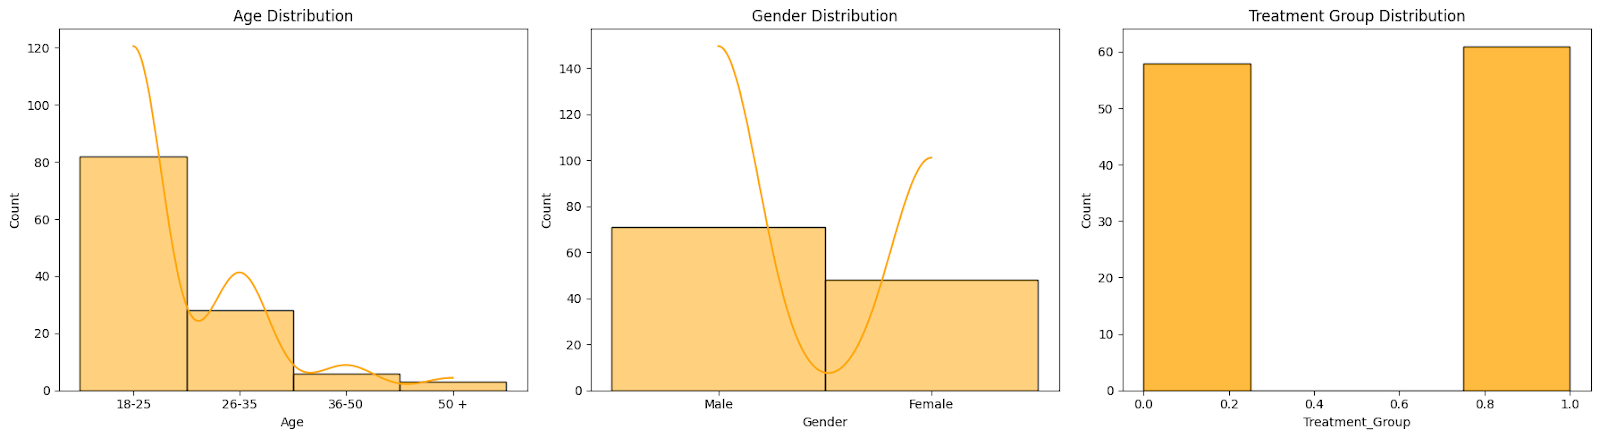 Age Distribution
120
100
80
60
40
20
0
Count
18-25
26-35
36-50
50 +
Age
Gender Distribution
140
120
100
80
60
40
20
0
Count
Male
Female
Gender
Treatment Group Distribution
60
50
40
30
20
10
0
Count
0.0
0.2
0.4
0.6
0.8
1.0
Treatment_Group